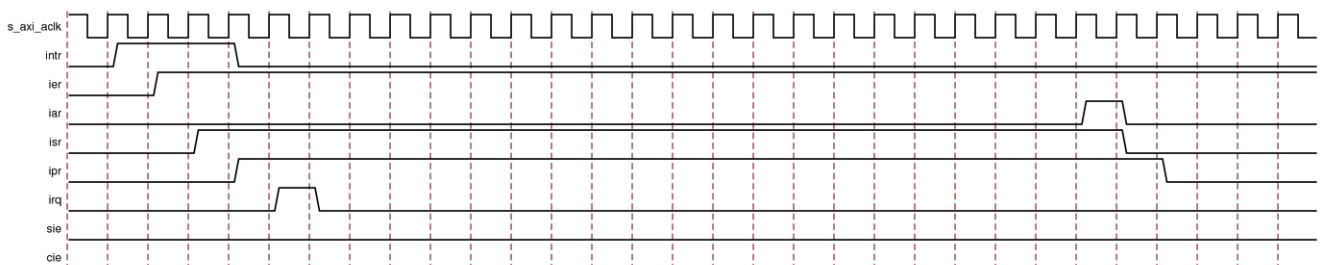 s_axi_aclk
intr
ier
iar
isr
ipr
irq
sie
cie